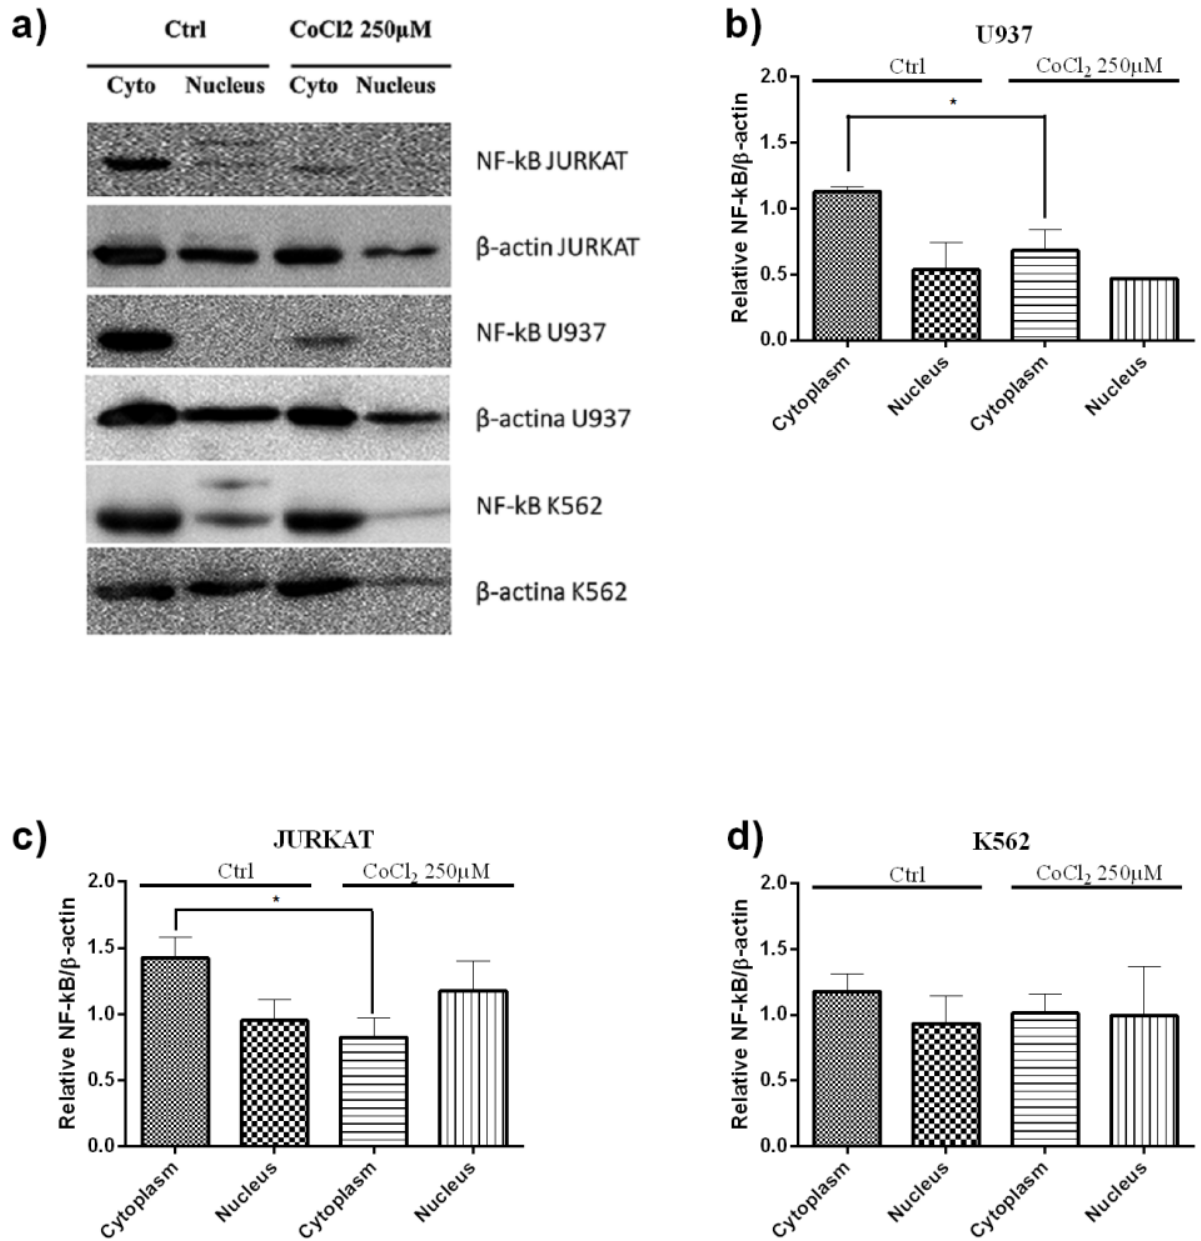 a)
Ctrl CoCl2 250µM
Cyto Nucleus Cyto Nucleus
NF-kB JURKAT
β-actin JURKAT
NF-kB U937
β-actina U937
NF-kB K562
β-actina K562
b)
U937
Ctrl CoCl2 250µM
*
Relative NF-kB/β-actin
2.0
1.5
1.0
0.5
0.0
Cytoplasm Nucleus Cytoplasm Nucleus
c)
JURKAT
Ctrl CoCl2 250µM
*
Relative NF-kB/β-actin
2.0
1.5
1.0
0.5
0.0
Cytoplasm Nucleus Cytoplasm Nucleus
d)
K562
Ctrl CoCl2 250µM
Relative NF-kB/β-actin
2.0
1.5
1.0
0.5
0.0
Cytoplasm Nucleus Cytoplasm Nucleus